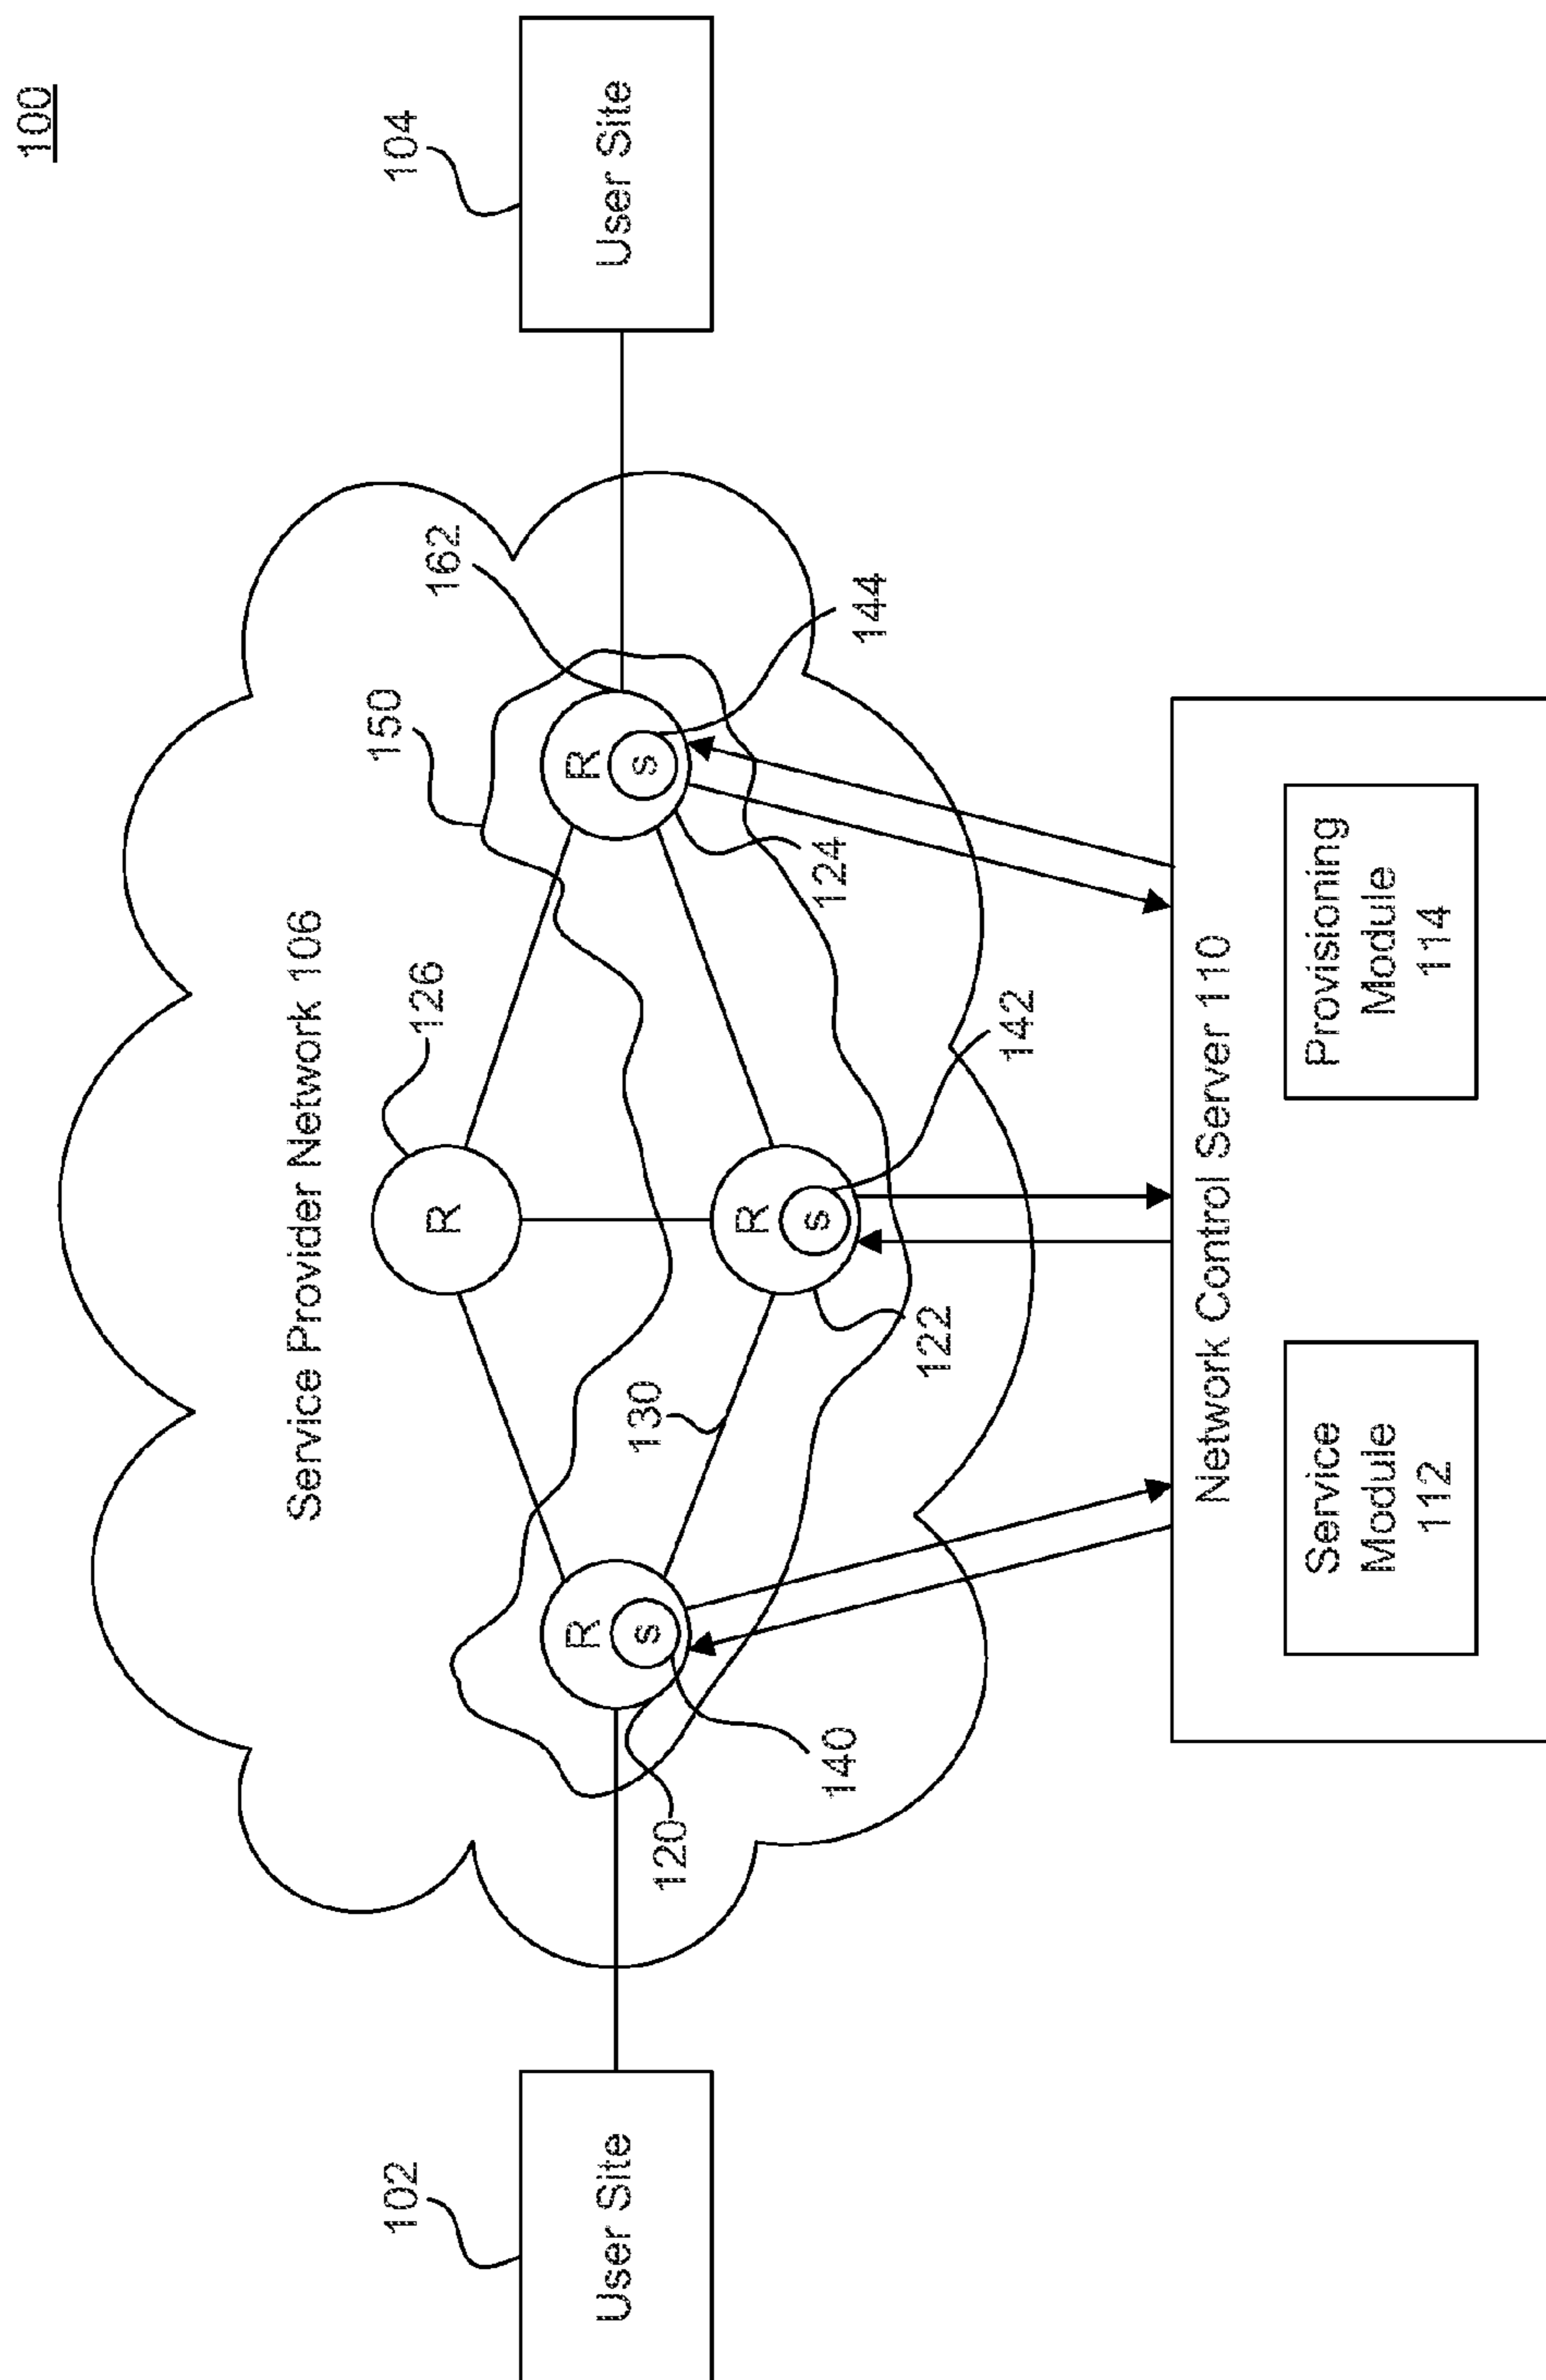 100
102
User Site
104
User Site
Service Provider Network 106
126
R
150
162
130
R
s
R
s
R
s
120
140
122
142
124
144
Network Control Server 110
Service
Module
112
Provisioning
Module
114